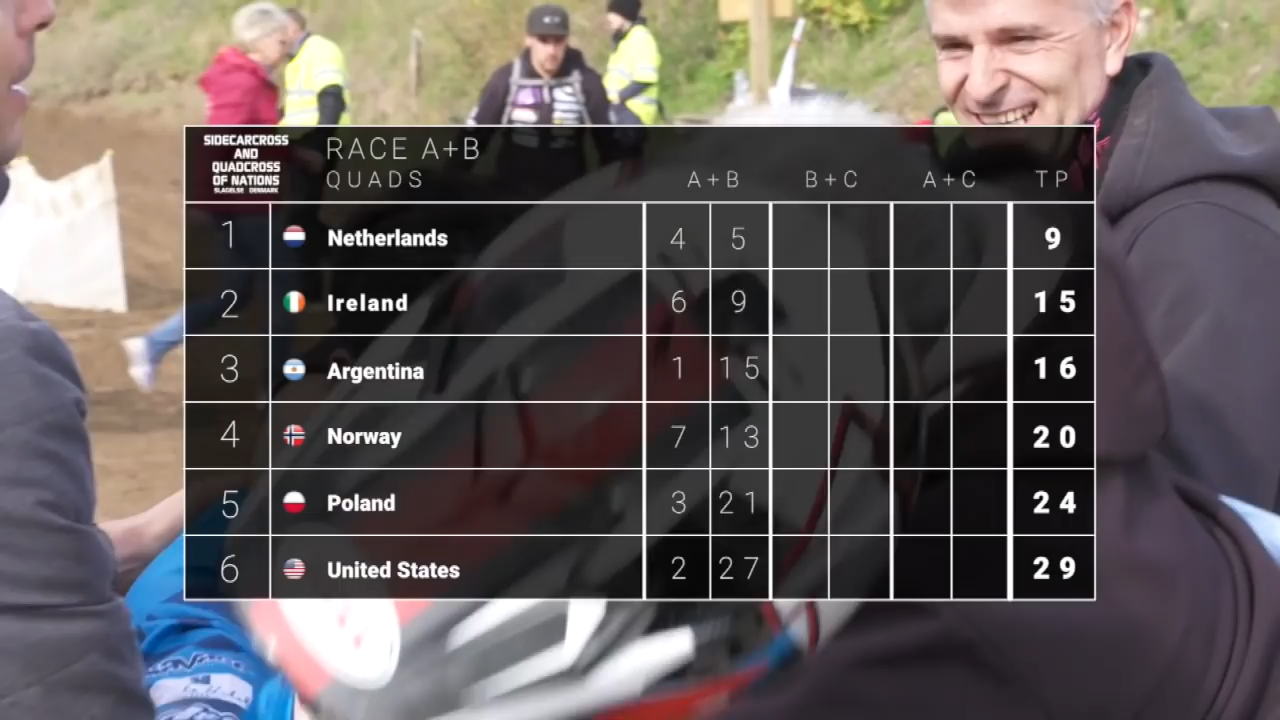 SIDECARCROSS
AND
QUADCROSS
OF NATIONS
SLAGELSE DENMARK
RACE A+B
QUADS A+B B+C A+C TP
1 Netherlands 4 5 9
2 Ireland 6 9 15
3 Argentina 1 15 16
4 Norway 7 13 20
5 Poland 3 21 24
6 United States 2 27 29